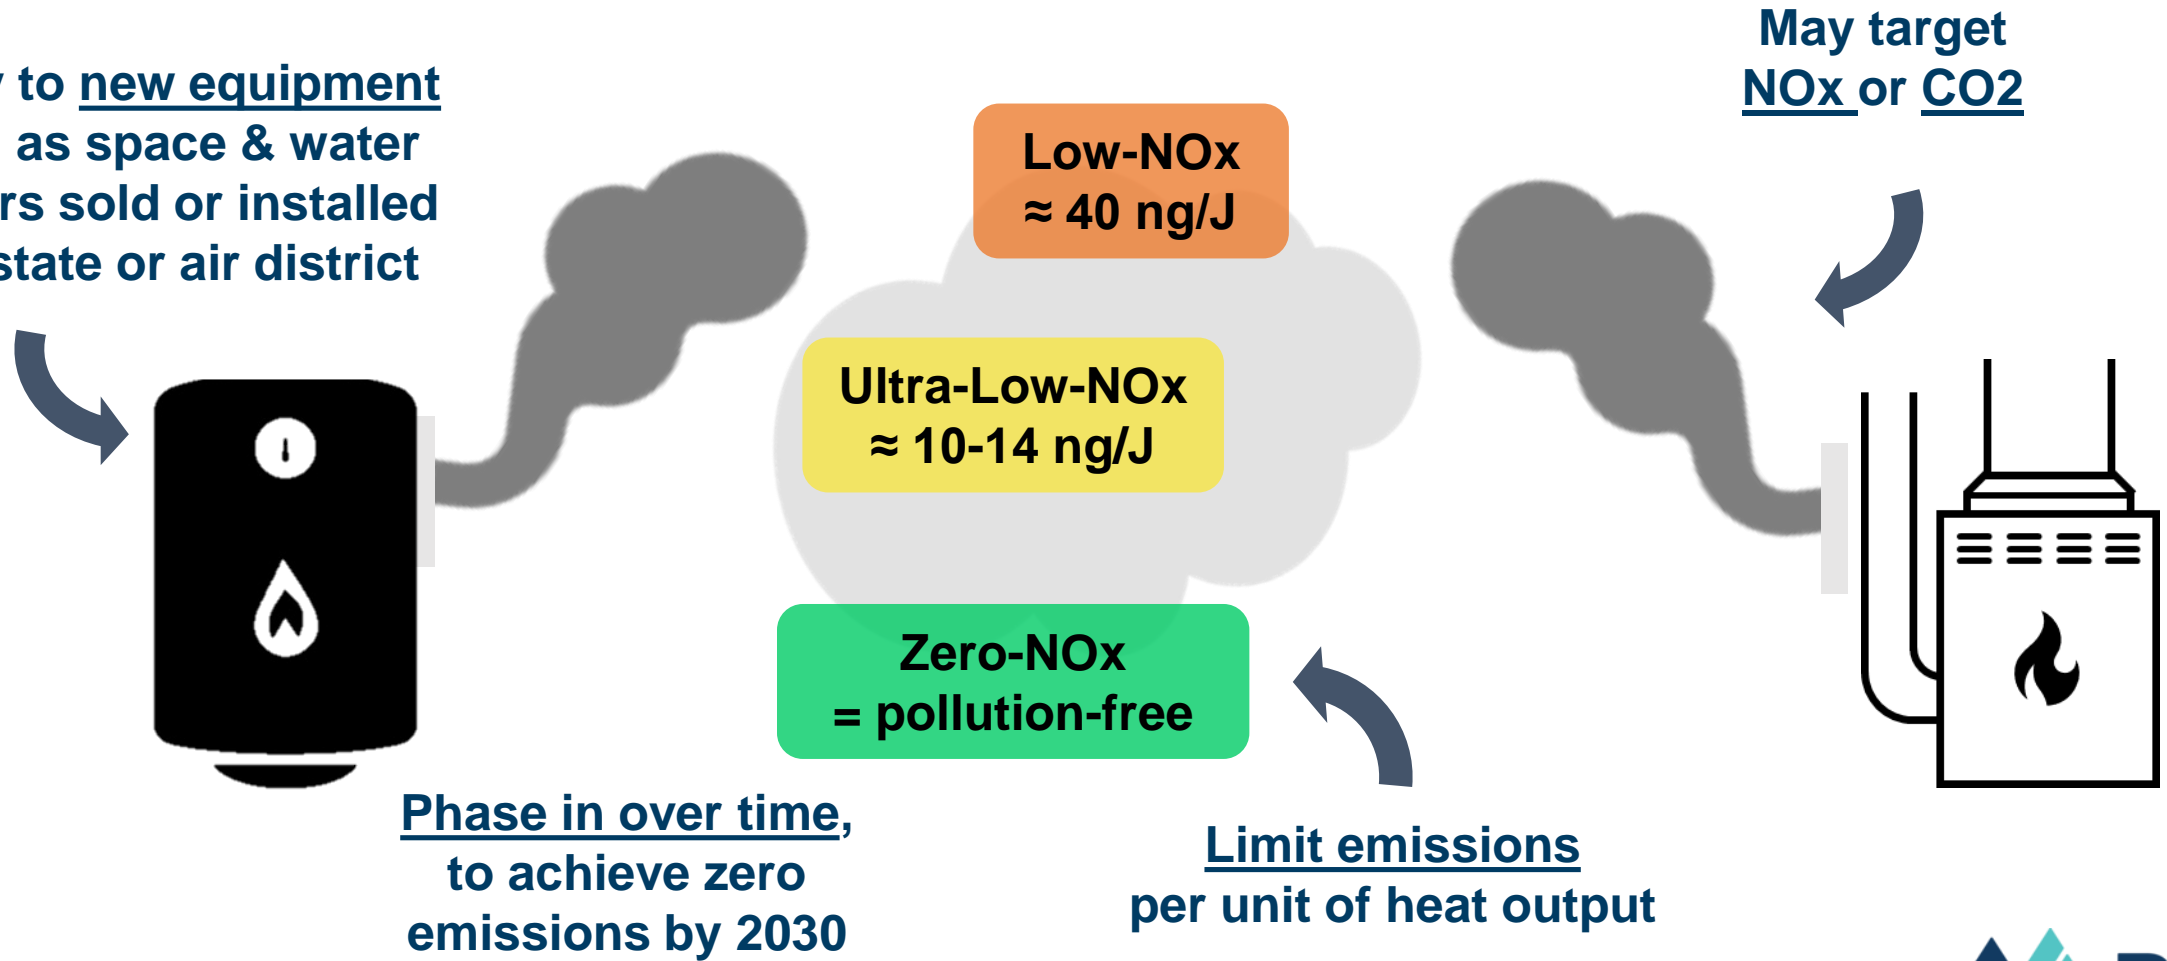 to new equipment
as space & water
sold or installed
state or air district
May target
NOx or CO2
Low-NOx
≈ 40 ng/J
Ultra-Low-NOx
≈ 10-14 ng/J
Zero-NOx
= pollution-free
Phase in over time,
to achieve zero
emissions by 2030
Limit emissions
per unit of heat output